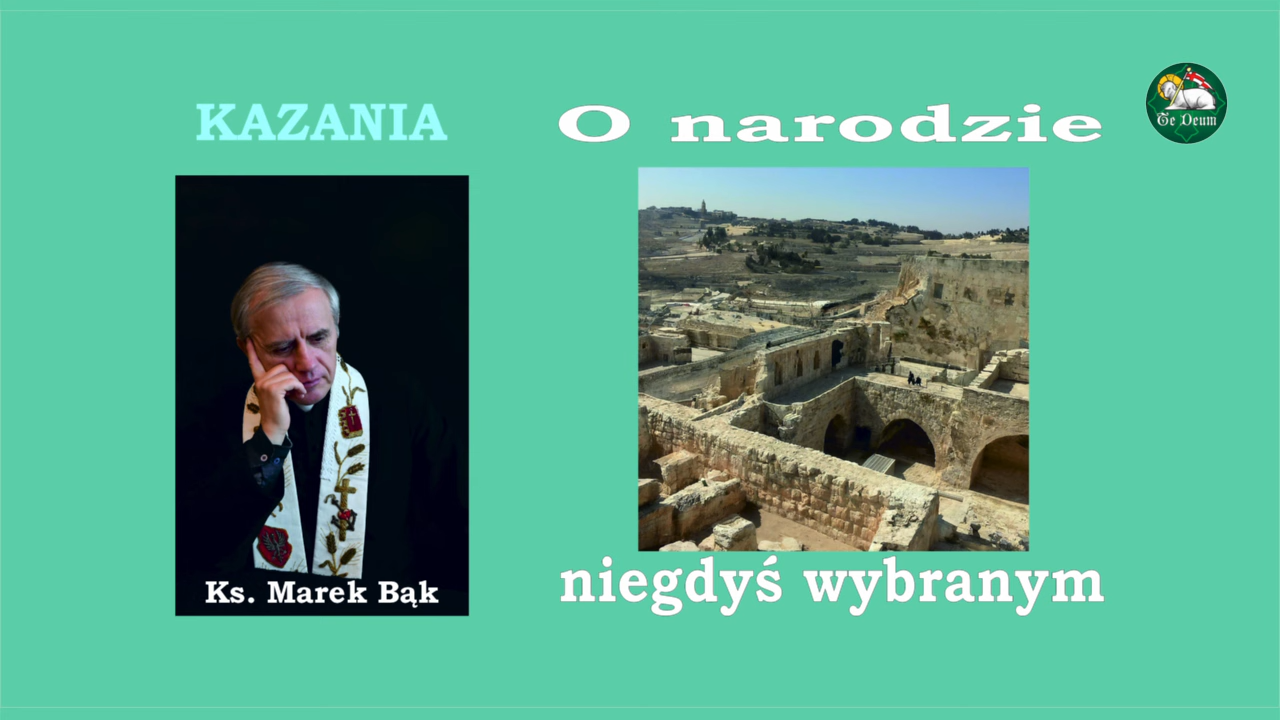 KAZANIA
Ks. Marek Bąk
O narodzie
niegdyś wybranym
Te Deum